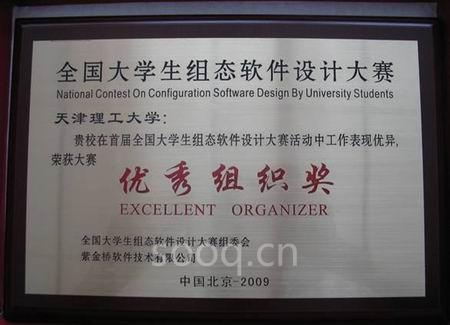 全国大学生组态软件设计大赛
National Contest On Configuration Software Design By University Students
天津理工大学：
贵校在首届全国大学生组态软件设计大赛活动中工作表现优异,
荣获大赛
优秀组织奖
EXCELLENT ORGANIZER
全国大学生组态软件设计大赛组委会
紫金桥软件技术有限公司
sooq.cn
中国北京-2009